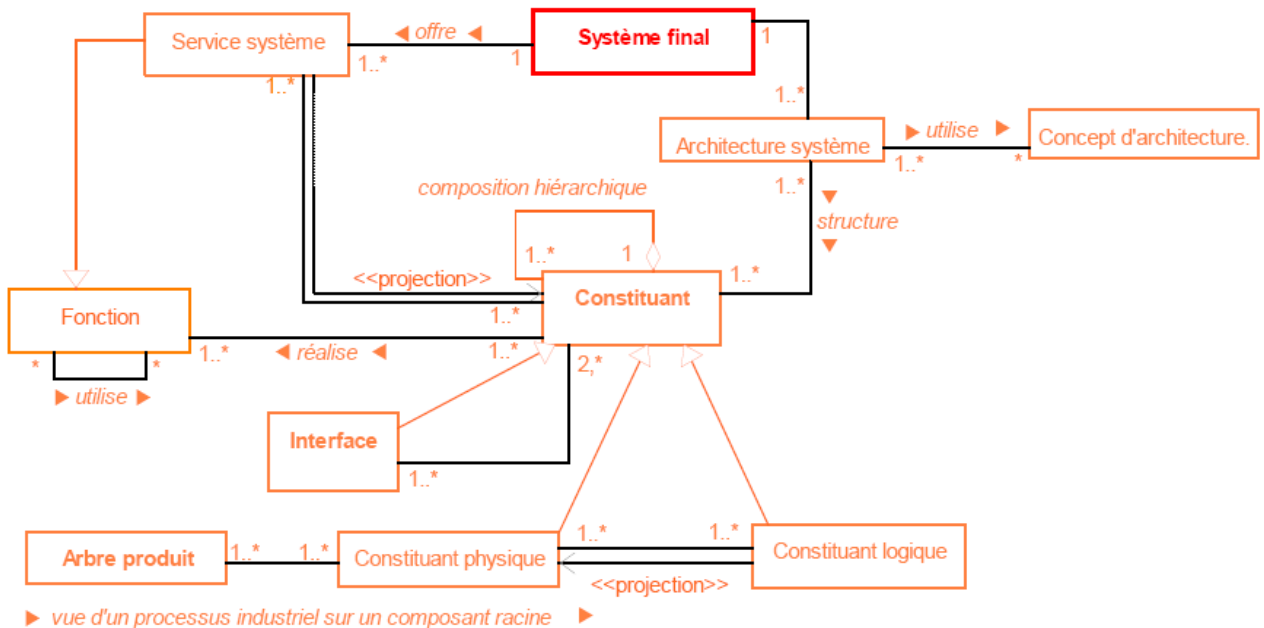 Service système
◄ offre ◄
Système final
1..*
1
1
1..*
1..*
Architecture système
► utilise ►
Concept d'architecture.
1..*
*
composition hiérarchique
1..*
▼
structure
▼
1..*
1
<<projection>>
1..*
Constituant
1..*
Fonction
1..*
◄ réalise ◄
1..*
2,*
*
*
► utilise ►
Interface
1..*
Arbre produit
1..*
1..*
Constituant physique
1..*
1..*
Constituant logique
<<projection>>
► vue d'un processus industriel sur un composant racine ►